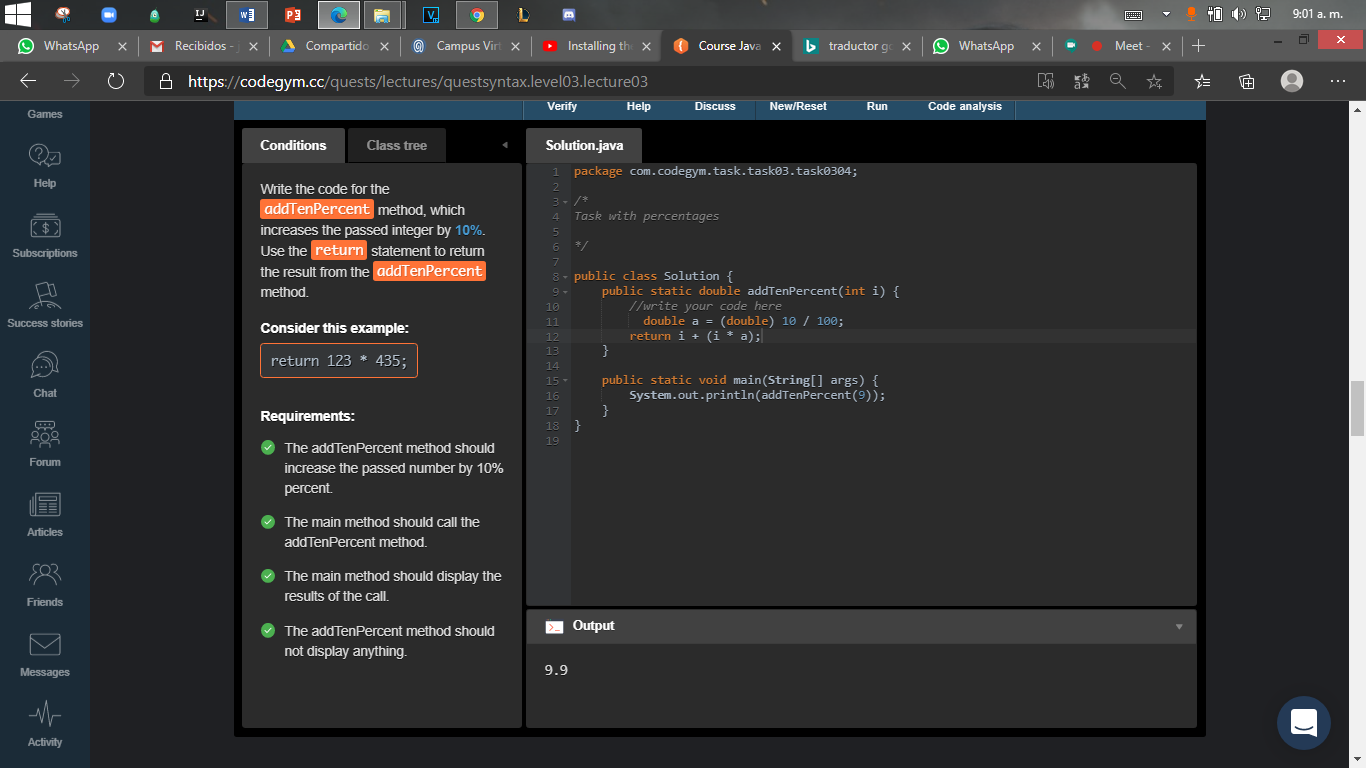 9:01 a. m.
WhatsApp
Recibidos -
Compartido
Campus Virt
Installing th
Course Java
traductor go
WhatsApp
Meet -
https://codegym.cc/quests/lectures/questsyntax.level03.lecture03
Games
Help
Subscriptions
Success stories
Chat
Forum
Articles
Friends
Messages
Activity
Verify Help Discuss New/Reset Run Code analysis
Conditions Class tree
Write the code for the
addTenPercent method, which
increases the passed integer by 10%.
Use the return statement to return
the result from the addTenPercent
method.
Consider this example:
return 123 * 435;
Requirements:
The addTenPercent method should
increase the passed number by 10%
percent.
The main method should call the
addTenPercent method.
The main method should display the
results of the call.
The addTenPercent method should
not display anything.
Solution.java
1 package com.codegym.task.task03.task0304;
2
3 /*
4 Task with percentages
5
6 */
7
8 public class Solution {
9 public static double addTenPercent(int i) {
10 //write your code here
11 double a = (double) 10 / 100;
12 return i + (i * a);
13 }
14
15 public static void main(String[] args) {
16 System.out.println(addTenPercent(9));
17 }
18 }
19
Output
9.9